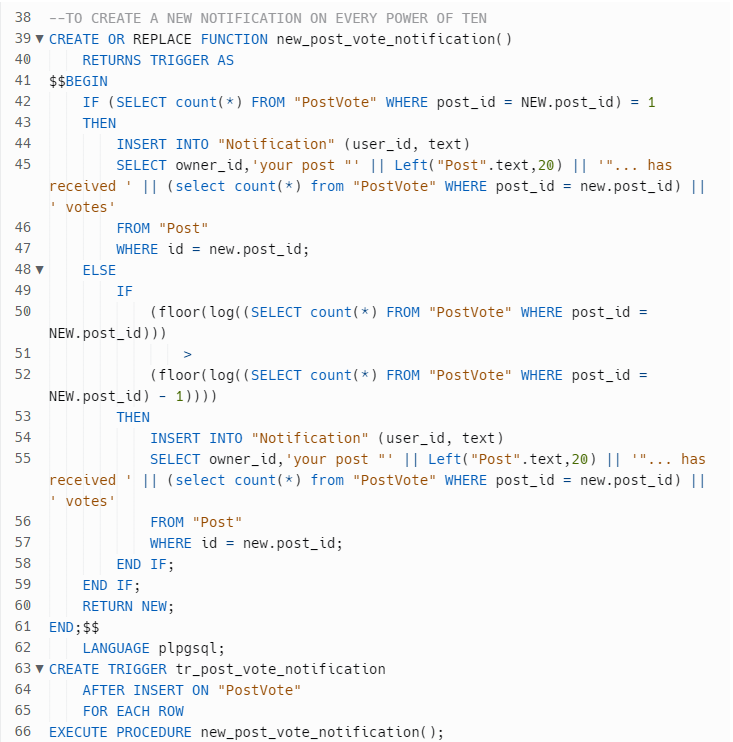 38 --TO CREATE A NEW NOTIFICATION ON EVERY POWER OF TEN
39 ▼ CREATE OR REPLACE FUNCTION new_post_vote_notification()
40     RETURNS TRIGGER AS
41 $$BEGIN
42     IF (SELECT count(*) FROM "PostVote" WHERE post_id = NEW.post_id) = 1
43     THEN
44         INSERT INTO "Notification" (user_id, text)
45         SELECT owner_id,'your post "' || Left("Post".text,20) || '"... has
received ' || (select count(*) from "PostVote" WHERE post_id = new.post_id) ||
' votes'
46         FROM "Post"
47         WHERE id = new.post_id;
48 ▼     ELSE
49         IF
50             (floor(log((SELECT count(*) FROM "PostVote" WHERE post_id =
NEW.post_id)))
51                 >
52             (floor(log((SELECT count(*) FROM "PostVote" WHERE post_id =
NEW.post_id) - 1))))
53         THEN
54             INSERT INTO "Notification" (user_id, text)
55             SELECT owner_id,'your post "' || Left("Post".text,20) || '"... has
received ' || (select count(*) from "PostVote" WHERE post_id = new.post_id) ||
' votes'
56             FROM "Post"
57             WHERE id = new.post_id;
58         END IF;
59     END IF;
60     RETURN NEW;
61 END;$$
62     LANGUAGE plpgsql;
63 ▼ CREATE TRIGGER tr_post_vote_notification
64     AFTER INSERT ON "PostVote"
65     FOR EACH ROW
66 EXECUTE PROCEDURE new_post_vote_notification();